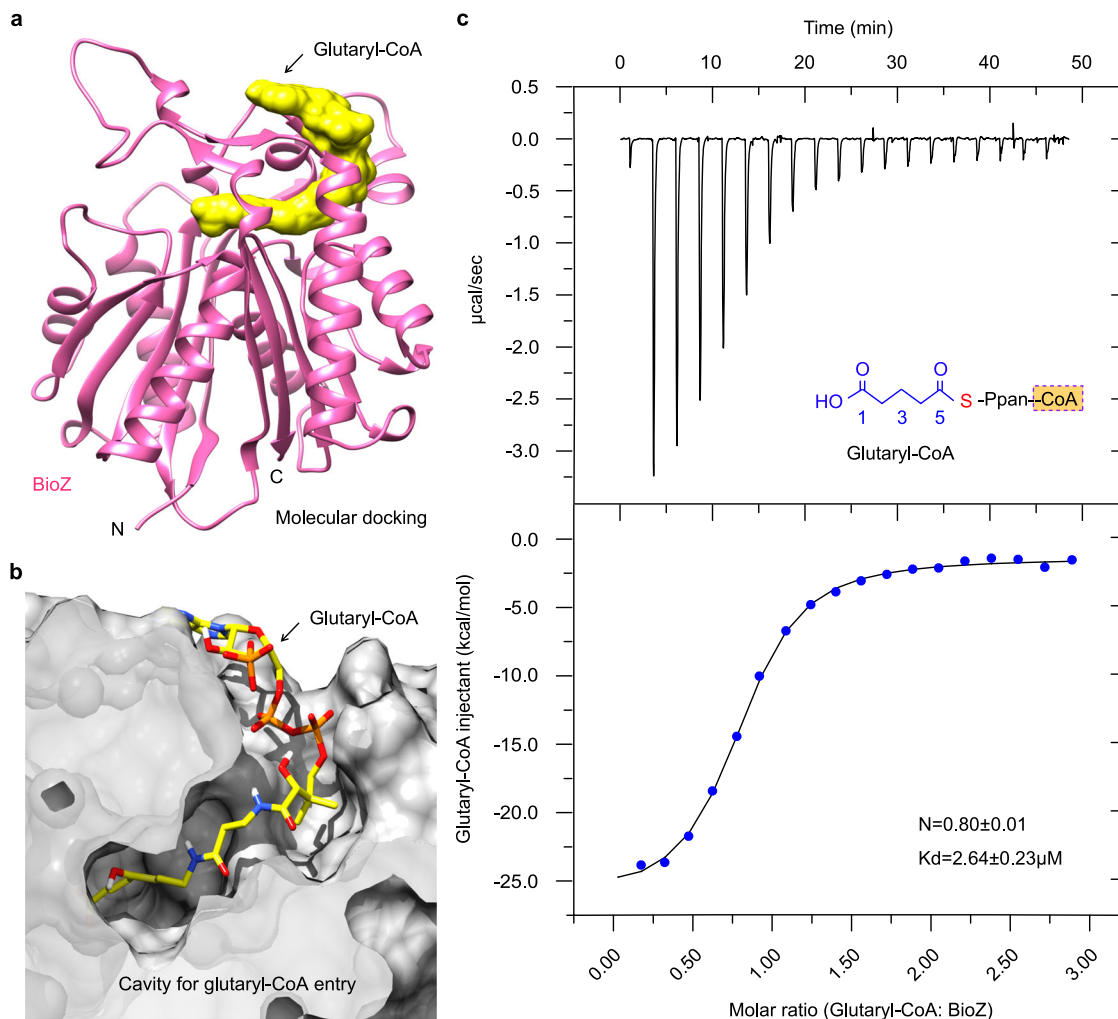 a
Glutaryl-CoA
BioZ
N
C
Molecular docking
b
Glutaryl-CoA
Cavity for glutaryl-CoA entry
c
Time (min)
0 10 20 30 40 50
0.5
0.0
-0.5
-1.0
-1.5
-2.0
-2.5
-3.0
µcal/sec
O O
HO S -Ppan--CoA
1 3 5
Glutaryl-CoA
0.0
-5.0
-10.0
-15.0
-20.0
-25.0
Glutaryl-CoA injectant (kcal/mol)
N=0.80±0.01
Kd=2.64±0.23µM
0.00 0.50 1.00 1.50 2.00 2.50 3.00
Molar ratio (Glutaryl-CoA: BioZ)